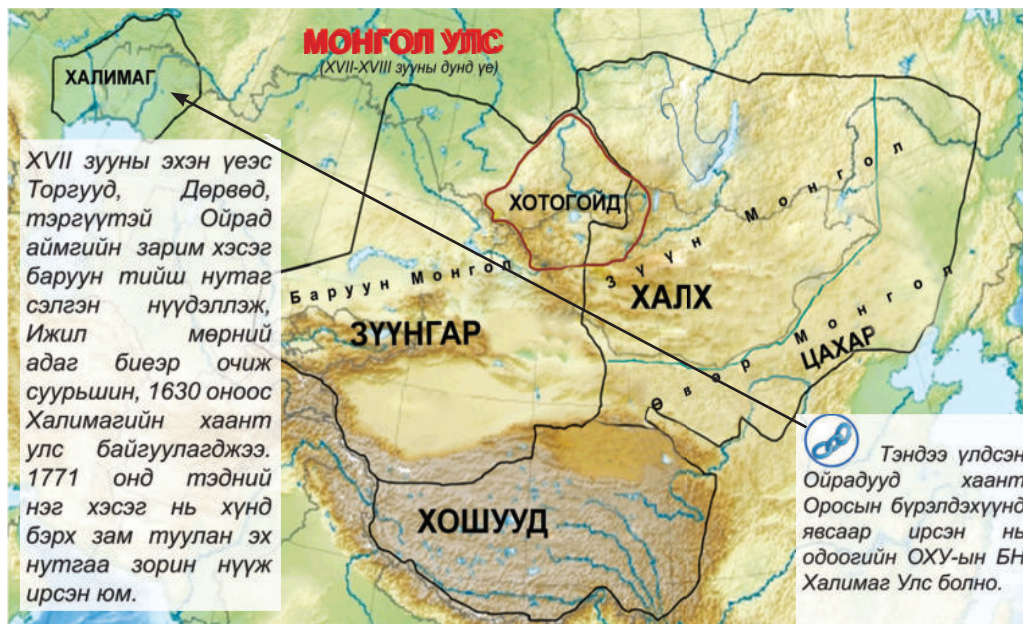 МОНГОЛ УЛС
(XVII-XVIII зууны дунд үе)
ХАЛИМАГ
XVII зууны эхэн үеэс
Торгууд, Дөрвөд,
тэргүүтэй Ойрад
аймгийн зарим хэсэг
баруун тийш нутаг
сэлгэн нүүдэллэж,
Ижил мөрний
адаг биеэр очиж
суурьшин, 1630 оноос
Халимагийн хаант
улс байгуулагджээ.
1771 онд тэдний
нэг хэсэг нь хүнд
бэрх зам туулан эх
нутгаа зорин нүүж
ирсэн юм.
ХОТОГОЙД
Баруун Монгол
Зүүн Монгол
ЗҮҮНГАР
ХАЛХ
Өвөр Монгол
ЦАХАР
ХОШУУД
Тэндээ үлдсэн
Ойрадууд хаант
Оросын бүрэлдэхүүнд
явсаар ирсэн нь
одоогийн ОХУ-ын БН
Халимаг Улс болно.